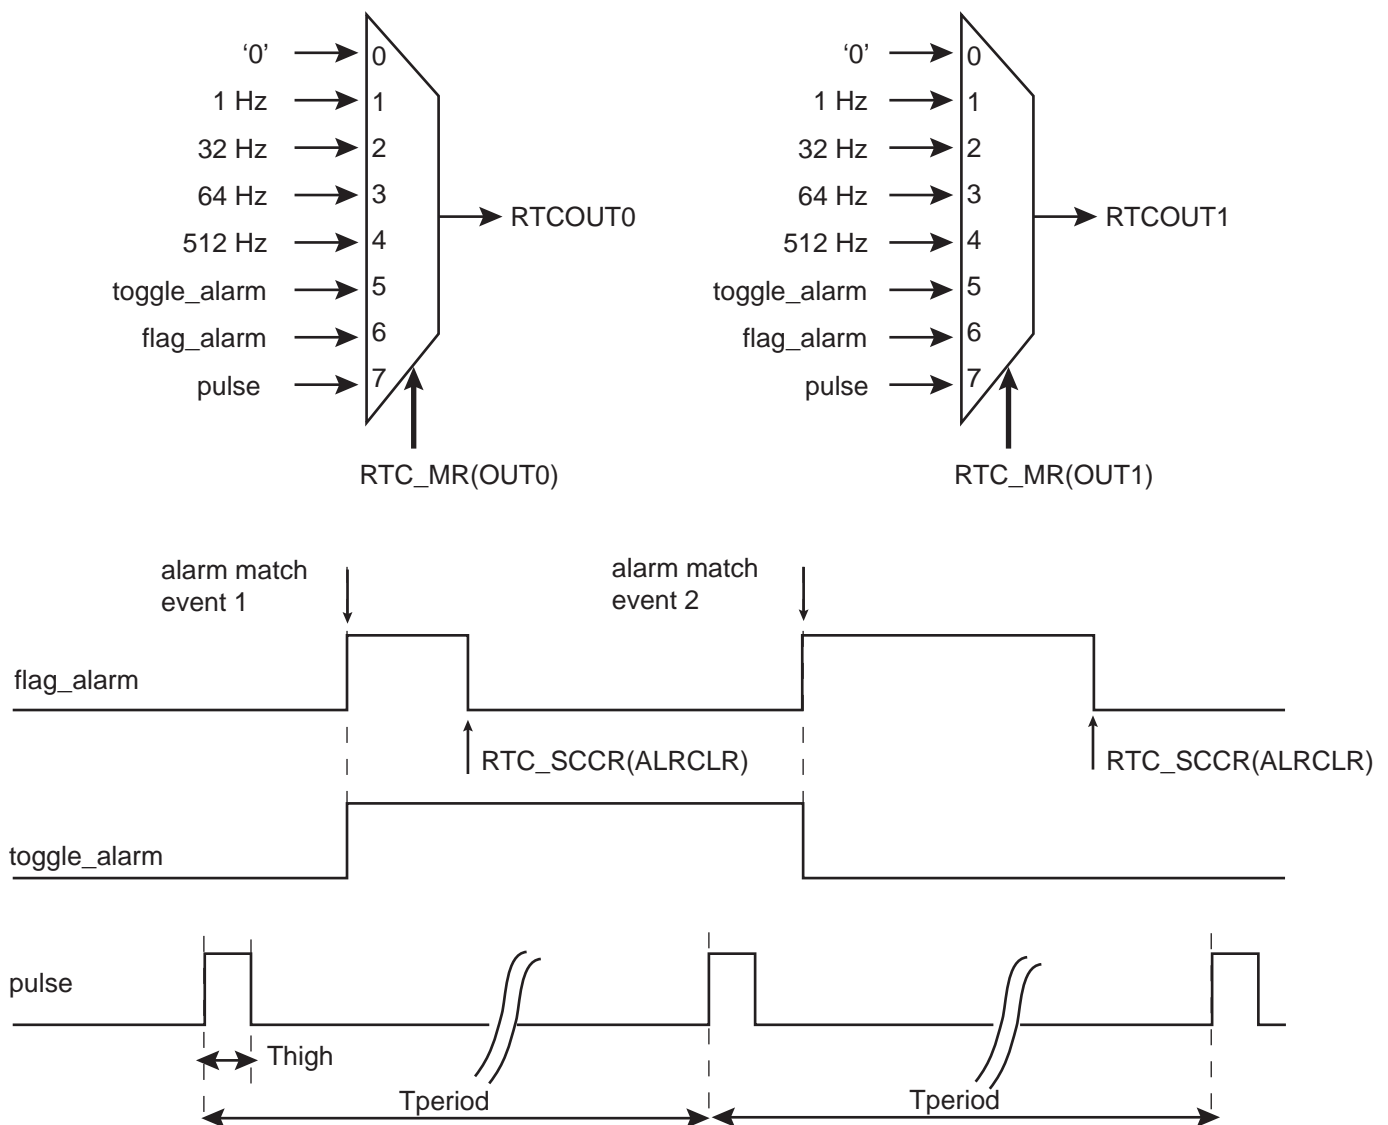 ‘0’ 0
1 Hz 1
32 Hz 2
64 Hz 3
512 Hz 4
toggle_alarm 5
flag_alarm 6
pulse 7
RTCOUT0
RTC_MR(OUT0)
‘0’ 0
1 Hz 1
32 Hz 2
64 Hz 3
512 Hz 4
toggle_alarm 5
flag_alarm 6
pulse 7
RTCOUT1
RTC_MR(OUT1)
alarm match
event 1
alarm match
event 2
flag_alarm
RTC_SCCR(ALRCLR)
RTC_SCCR(ALRCLR)
toggle_alarm
pulse
Thigh
Tperiod
Tperiod